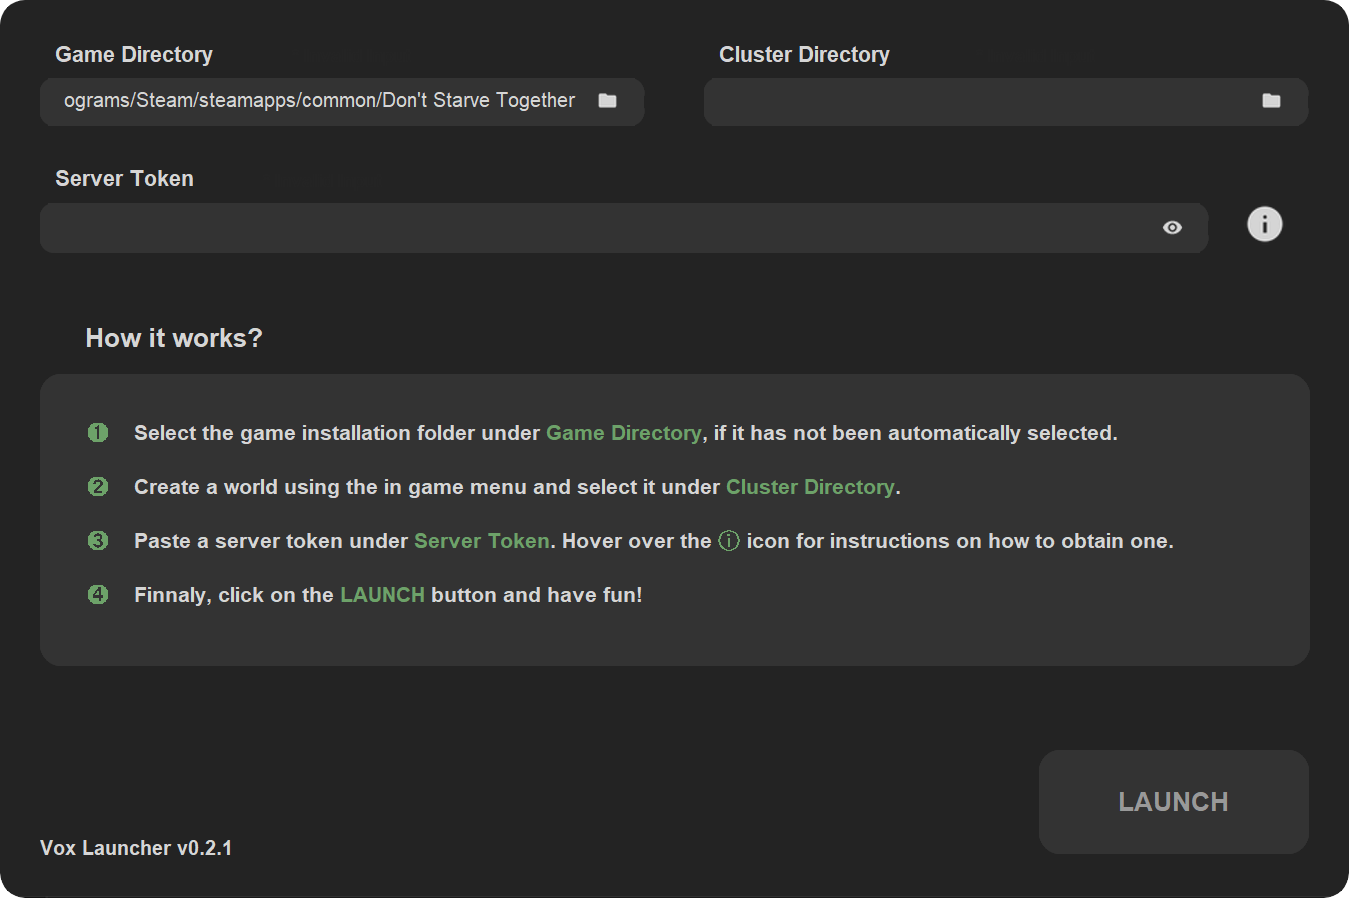 Game Directory
Cluster Directory
ograms/Steam/steamapps/common/Don't Starve Together
Server Token
How it works?
1 Select the game installation folder under Game Directory, if it has not been automatically selected.
2 Create a world using the in game menu and select it under Cluster Directory.
3 Paste a server token under Server Token. Hover over the ⓘ icon for instructions on how to obtain one.
4 Finnaly, click on the LAUNCH button and have fun!
LAUNCH
Vox Launcher v0.2.1